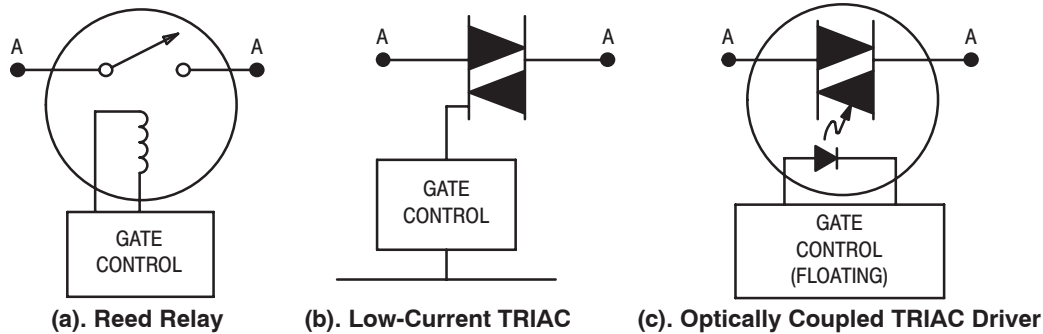 A A
GATE
CONTROL
(a). Reed Relay
A A
GATE
CONTROL
(b). Low-Current TRIAC
A A
GATE
CONTROL
(FLOATING)
(c). Optically Coupled TRIAC Driver